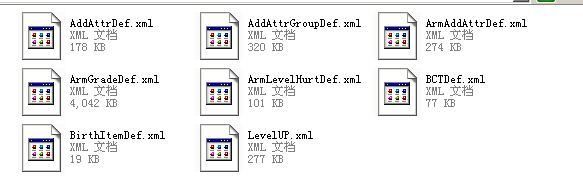 AddAttrDef.xml
XML 文档
178 KB
AddAttrGroupDef.xml
XML 文档
320 KB
ArmAddAttrDef.xml
XML 文档
274 KB
ArmGradeDef.xml
XML 文档
4,042 KB
ArmLevelHurtDef.xml
XML 文档
101 KB
BCTDef.xml
XML 文档
77 KB
BirthItemDef.xml
XML 文档
19 KB
LevelUP.xml
XML 文档
277 KB